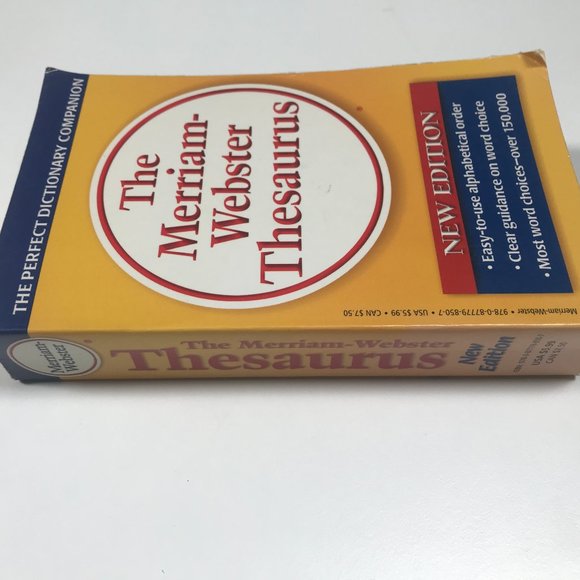 THE PERFECT DICTIONARY COMPANION
The
Merriam-
Webster
Thesaurus
®
NEW EDITION
• Easy-to-use alphabetical order
• Clear guidance on word choice
• Most word choices–over 150,000
Merriam-Webster • 978-0-87779-850-7 • USA $5.99 • CAN $7.50
Merriam-
Webster
The Merriam-Webster
Thesaurus
New
Edition
USA $5.99
CAN $7.50